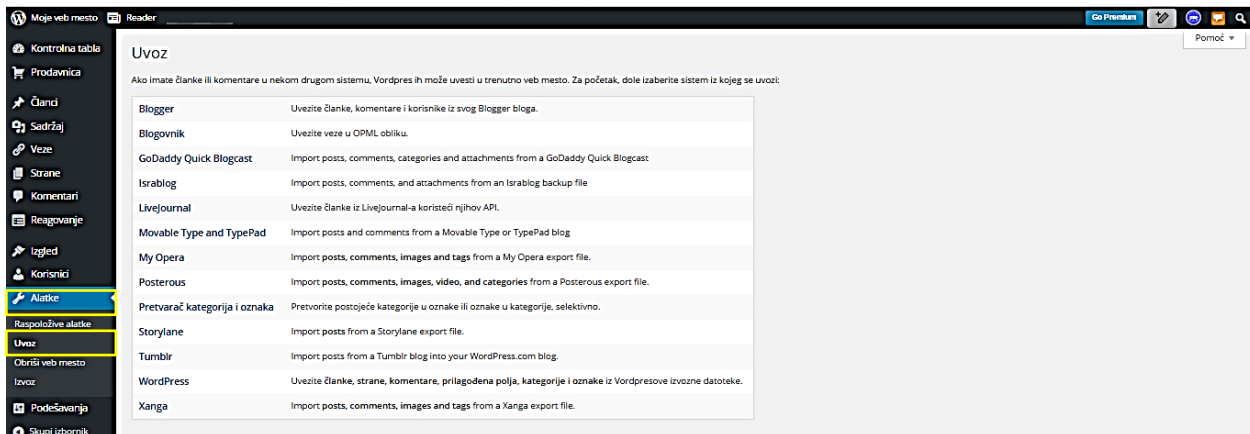 Moje veb mesto Reader Go Premium
Pomoć
Kontrolna tabla
Prodavnica
Članci
Sadržaj
Veze
Strane
Komentari
Reagovanje
Izgled
Korisnici
Alatke
Raspoložive alatke
Uvoz
Obriši veb mesto
Izvoz
Podešavanja
Skupi izbornik
Uvoz
Ako imate članke ili komentare u nekom drugom sistemu, Vordpres ih može uvesti u trenutno veb mesto. Za početak, dole izaberite sistem iz kojeg se uvozi:
Blogger Uvezite članke, komentare i korisnike iz svog Blogger bloga.
Blogovnik Uvezite veze u OPML obliku.
GoDaddy Quick Blogcast Import posts, comments, categories and attachments from a GoDaddy Quick Blogcast
Israblog Import posts, comments, and attachments from an Israblog backup file
LiveJournal Uvezite članke iz LiveJournal-a koristeći njihov API.
Movable Type and TypePad Import posts and comments from a Movable Type or TypePad blog
My Opera Import posts, comments, images and tags from a My Opera export file.
Posterous Import posts, comments, images, video, and categories from a Posterous export file.
Pretvarač kategorija i oznaka Pretvorite postojeće kategorije u oznake ili oznake u kategorije, selektivno.
Storylane Import posts from a Storylane export file.
Tumblr Import posts from a Tumblr blog into your WordPress.com blog.
WordPress Uvezite članke, strane, komentare, prilagođena polja, kategorije i oznake iz Vordpresove izvozne datoteke.
Xanga Import posts, comments, images and tags from a Xanga export file.